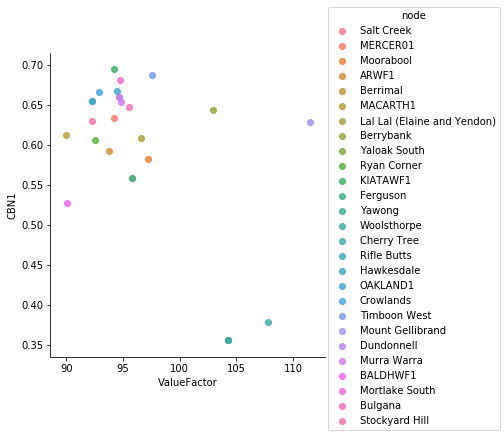 node
Salt Creek
MERCER01
Moorabool
ARWF1
Berrimal
MACARTH1
Lal Lal (Elaine and Yendon)
Berrybank
Yaloak South
Ryan Corner
KIATAWF1
Ferguson
Yawong
Woolsthorpe
Cherry Tree
Rifle Butts
Hawkesdale
OAKLAND1
Crowlands
Timboon West
Mount Gellibrand
Dundonnell
Murra Warra
BALDHWF1
Mortlake South
Bulgana
Stockyard Hill
CBN1
0.70
0.65
0.60
0.55
0.50
0.45
0.40
0.35
90 95 100 105 110
ValueFactor